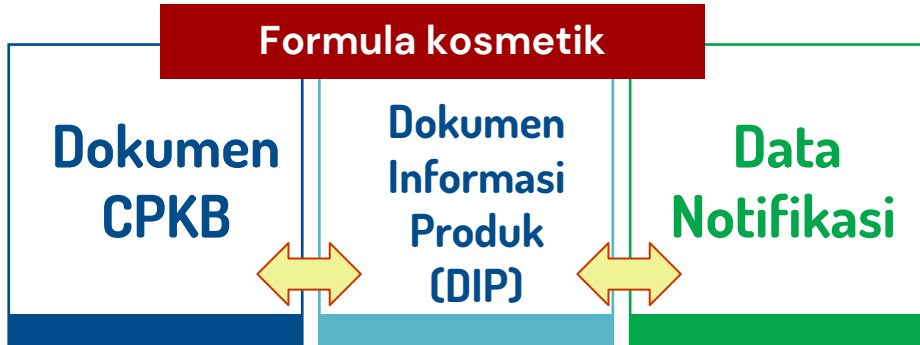 Formula kosmetik
Dokumen
CPKB
Dokumen
Informasi
Produk
(DIP)
Data
Notifikasi